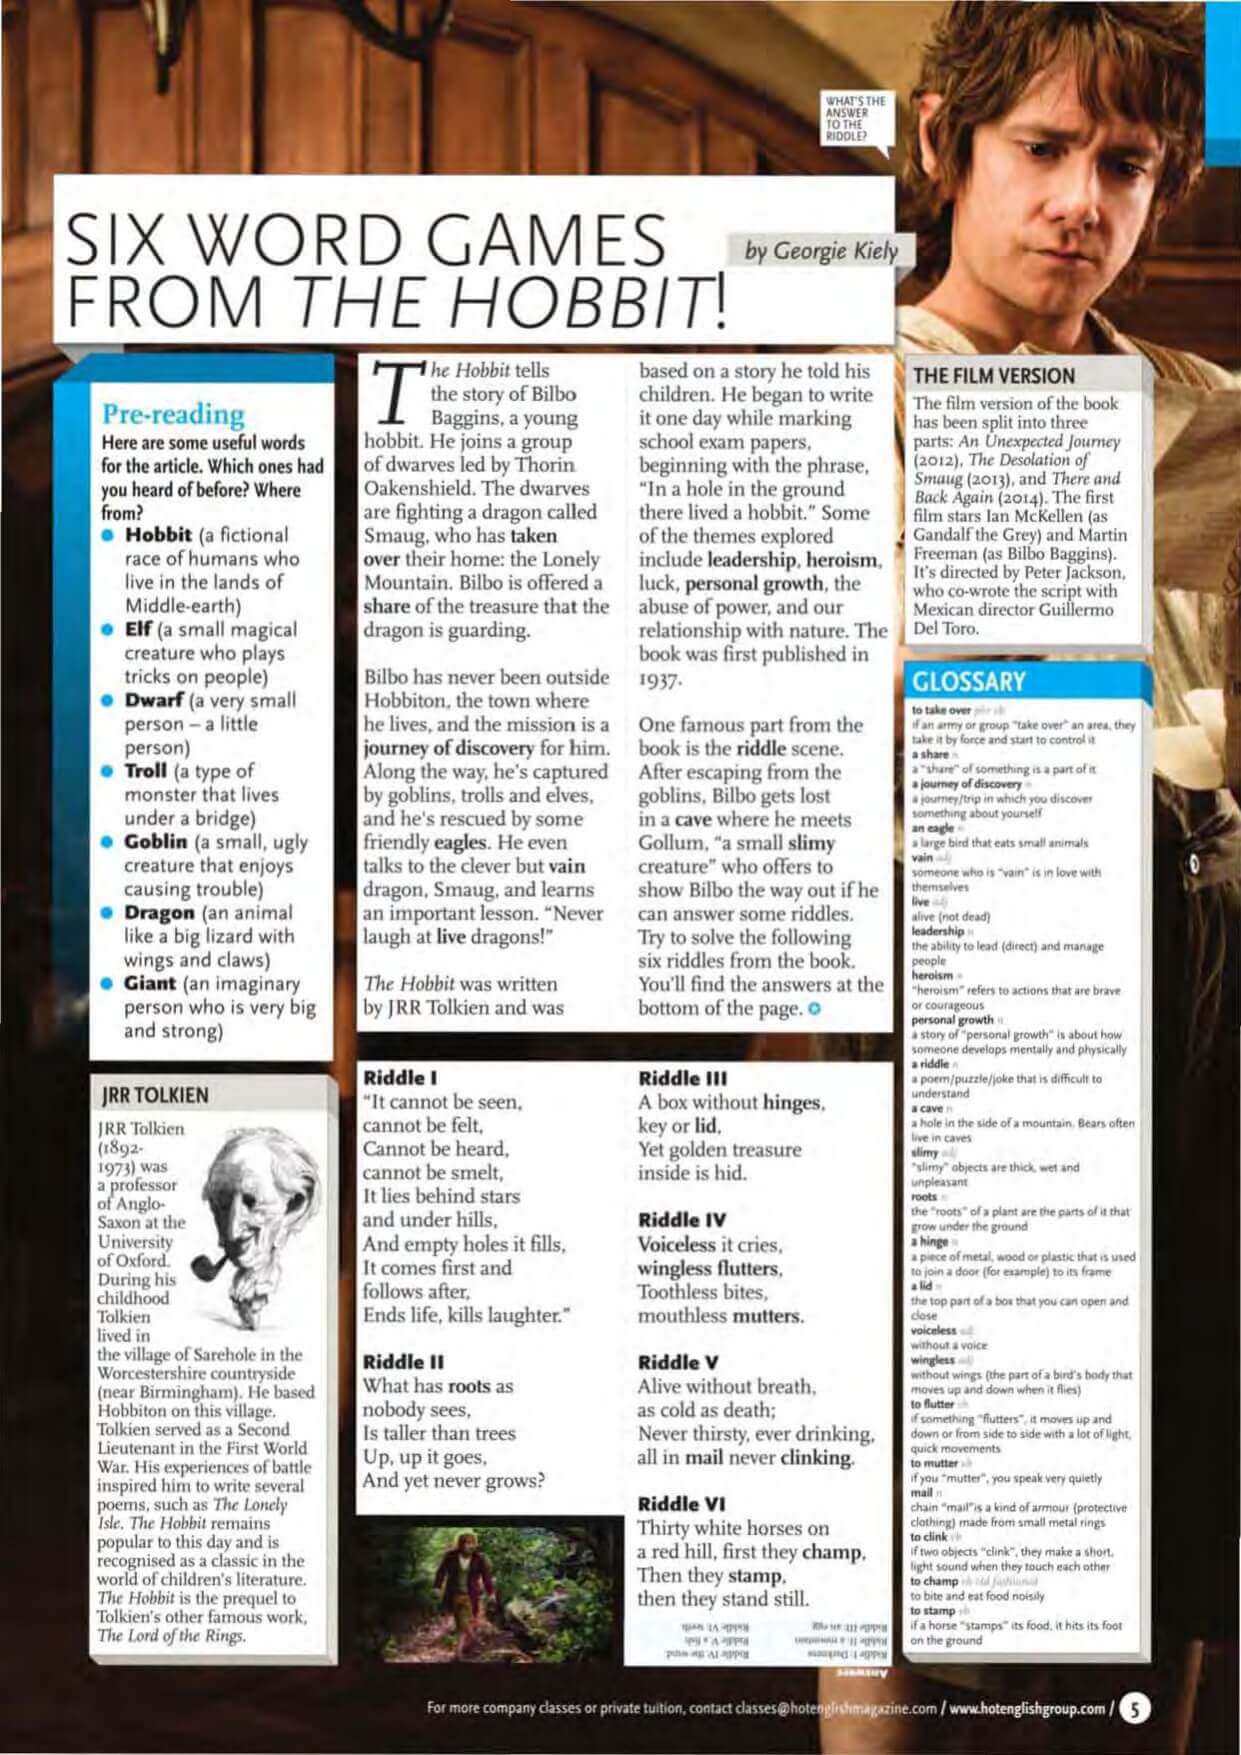 WHAT'S THE
ANSWER
TO THE
RIDDLE?
SIX WORD GAMES
FROM THE HOBBIT!
by Georgie Kiely
Pre-reading
Here are some useful words
for the article. Which ones had
you heard of before? Where
from?
Hobbit (a fictional
race of humans who
live in the lands of
Middle-earth)
Elf (a small magical
creature who plays
tricks on people)
Dwarf (a very small
person – a little
person)
Troll (a type of
monster that lives
under a bridge)
Goblin (a small, ugly
creature that enjoys
causing trouble)
Dragon (an animal
like a big lizard with
wings and claws)
Giant (an imaginary
person who is very big
and strong)
JRR TOLKIEN
JRR Tolkien
(1892-
1973) was
a professor
of Anglo-
Saxon at the
University
of Oxford.
During his
childhood
Tolkien
lived in
the village of Sarehole in the
Worcestershire countryside
(near Birmingham). He based
Hobbiton on this village.
Tolkien served as a Second
Lieutenant in the First World
War. His experiences of battle
inspired him to write several
poems, such as The Lonely
Isle. The Hobbit remains
popular to this day and is
recognised as a classic in the
world of children's literature.
The Hobbit is the prequel to
Tolkien's other famous work,
The Lord of the Rings.
The Hobbit tells
the story of Bilbo
Baggins, a young
hobbit. He joins a group
of dwarves led by Thorin
Oakenshield. The dwarves
are fighting a dragon called
Smaug, who has taken
over their home: the Lonely
Mountain. Bilbo is offered a
share of the treasure that the
dragon is guarding.
Bilbo has never been outside
Hobbiton, the town where
he lives, and the mission is a
journey of discovery for him.
Along the way, he's captured
by goblins, trolls and elves,
and he's rescued by some
friendly eagles. He even
talks to the clever but vain
dragon, Smaug, and learns
an important lesson. "Never
laugh at live dragons!"
The Hobbit was written
by JRR Tolkien and was
based on a story he told his
children. He began to write
it one day while marking
school exam papers,
beginning with the phrase,
"In a hole in the ground
there lived a hobbit." Some
of the themes explored
include leadership, heroism,
luck, personal growth, the
abuse of power, and our
relationship with nature. The
book was first published in
1937.
One famous part from the
book is the riddle scene.
After escaping from the
goblins, Bilbo gets lost
in a cave where he meets
Gollum, "a small slimy
creature" who offers to
show Bilbo the way out if he
can answer some riddles.
Try to solve the following
six riddles from the book.
You'll find the answers at the
bottom of the page.
Riddle I
"It cannot be seen,
cannot be felt,
Cannot be heard,
cannot be smelt,
It lies behind stars
and under hills,
And empty holes it fills,
It comes first and
follows after,
Ends life, kills laughter."
Riddle II
What has roots as
nobody sees,
Is taller than trees
Up, up it goes,
And yet never grows?
Riddle III
A box without hinges,
key or lid,
Yet golden treasure
inside is hid.
Riddle IV
Voiceless it cries,
wingless flutters,
Toothless bites,
mouthless mutters.
Riddle V
Alive without breath,
as cold as death;
Never thirsty, ever drinking,
all in mail never clinking.
Riddle VI
Thirty white horses on
a red hill, first they champ,
Then they stamp,
then they stand still.
Answers
Riddle I: Darkness
Riddle II: a mountain
Riddle III: an egg
Riddle IV: the wind
Riddle V: a fish
Riddle VI: teeth
THE FILM VERSION
The film version of the book
has been split into three
parts: An Unexpected Journey
(2012), The Desolation of
Smaug (2013), and There and
Back Again (2014). The first
film stars Ian McKellen (as
Gandalf the Grey) and Martin
Freeman (as Bilbo Baggins).
It's directed by Peter Jackson,
who co-wrote the script with
Mexican director Guillermo
Del Toro.
GLOSSARY
to take over phr vb
if an army or group "take over" an area, they
take it by force and start to control it
a share n
a "share" of something is a part of it
a journey of discovery n
a journey/trip in which you discover
something about yourself
an eagle n
a large bird that eats small animals
vain adj
someone who is "vain" is in love with
themselves
live adj
alive (not dead)
leadership n
the ability to lead (direct) and manage
people
heroism n
"heroism" refers to actions that are brave
or courageous
personal growth n
a story of "personal growth" is about how
someone develops mentally and physically
a riddle n
a poem/puzzle/joke that is difficult to
understand
a cave n
a hole in the side of a mountain. Bears often
live in caves
slimy adj
"slimy" objects are thick, wet and
unpleasant
roots n
the "roots" of a plant are the parts of it that
grow under the ground
a hinge n
a piece of metal, wood or plastic that is used
to join a door (for example) to its frame
a lid n
the top part of a box that you can open and
close
voiceless adj
without a voice
wingless adj
without wings (the part of a bird's body that
moves up and down when it flies)
to flutter vb
if something "flutters", it moves up and
down or from side to side with a lot of light,
quick movements
to mutter vb
if you "mutter", you speak very quietly
mail n
chain "mail"is a kind of armour (protective
clothing) made from small metal rings
to clink vb
if two objects "clink", they make a short,
light sound when they touch each other
to champ vb old fashioned
to bite and eat food noisily
to stamp vb
if a horse "stamps" its food, it hits its foot
on the ground
For more company classes or private tuition, contact classes@hotenglishmagazine.com / www.hotenglishgroup.com / 5